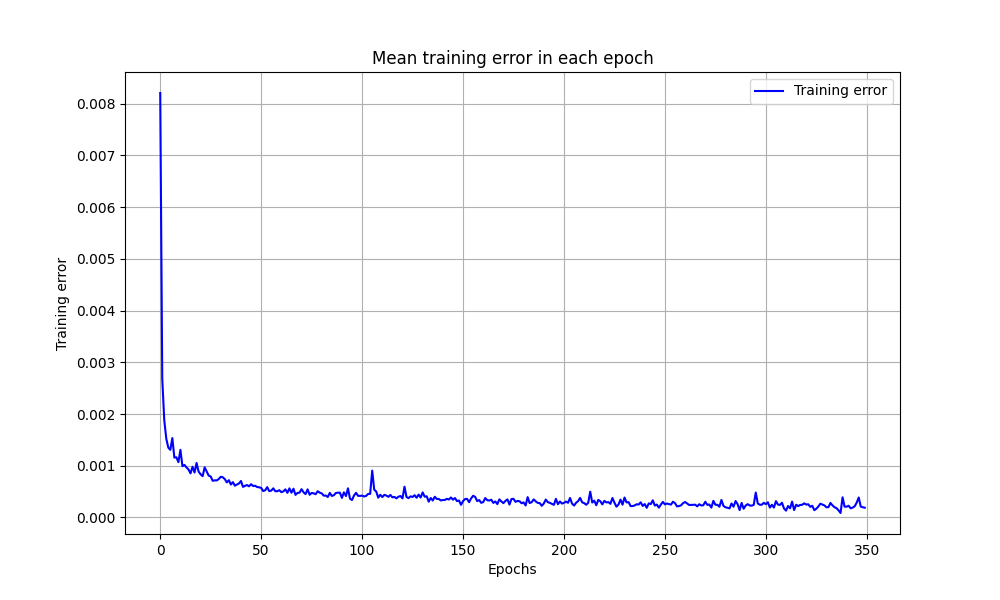 Mean training error in each epoch
Training error
0.008
0.007
0.006
0.005
0.004
0.003
0.002
0.001
0.000
Training error
0 50 100 150 200 250 300 350
Epochs